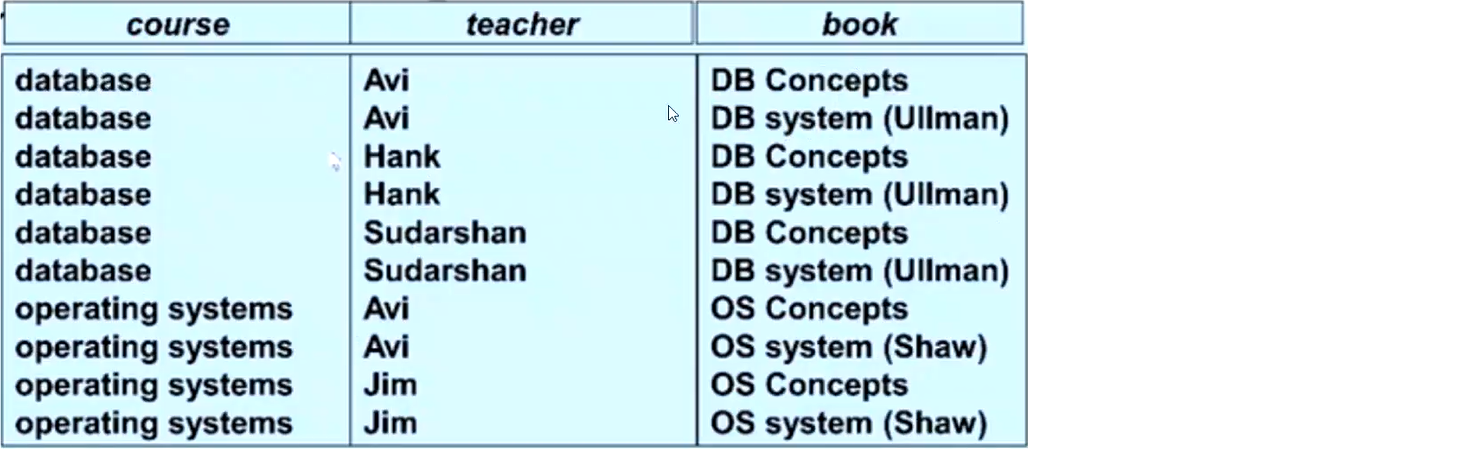 course teacher book
database Avi DB Concepts
database Avi DB system (Ullman)
database Hank DB Concepts
database Hank DB system (Ullman)
database Sudarshan DB Concepts
database Sudarshan DB system (Ullman)
operating systems Avi OS Concepts
operating systems Avi OS system (Shaw)
operating systems Jim OS Concepts
operating systems Jim OS system (Shaw)